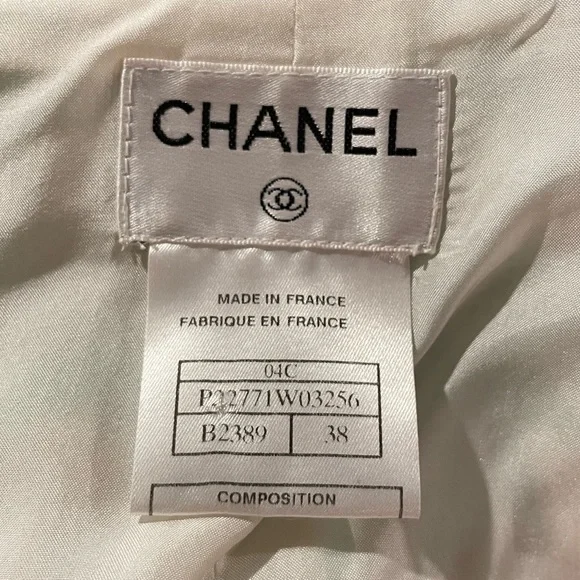 CHANEL
MADE IN FRANCE
FABRIQUE EN FRANCE
04C
P22771W03256
B2389 38
COMPOSITION